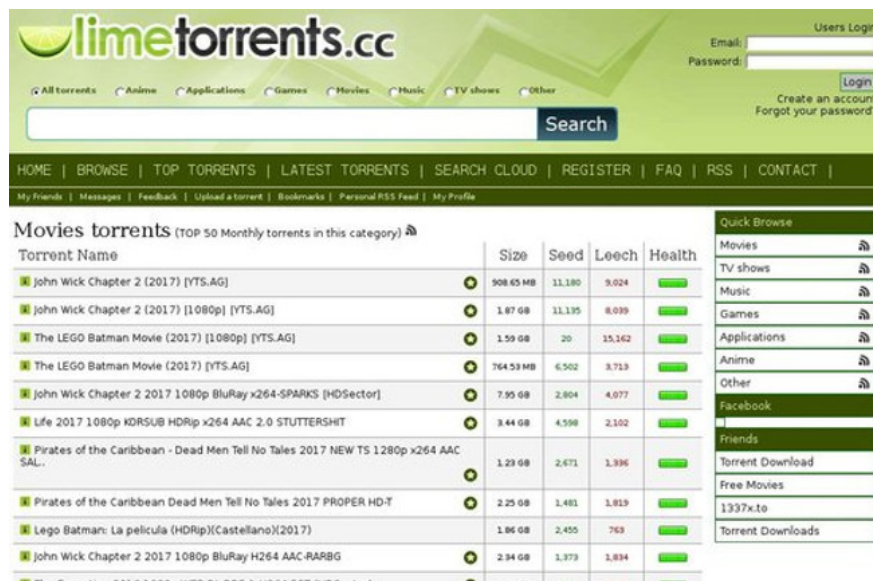 limetorrents.cc
Users Login
Email:
Password:
Login
Create an account
Forgot your password?
All torrents Anime Applications Games Movies Music TV shows Other
Search
HOME | BROWSE | TOP TORRENTS | LATEST TORRENTS | SEARCH CLOUD | REGISTER | FAQ | RSS | CONTACT |
My Friends | Messages | Feedback | Upload a torrent | Bookmarks | Personal RSS Feed | My Profile
Movies torrents (TOP 50 Monthly torrents in this category)
Torrent Name Size Seed Leech Health
John Wick Chapter 2 (2017) [YTS.AG] 908.65 MB 11,180 9,024
John Wick Chapter 2 (2017) [1080p] [YTS.AG] 1.87 GB 11,135 8,039
The LEGO Batman Movie (2017) [1080p] [YTS.AG] 1.59 GB 20 15,162
The LEGO Batman Movie (2017) [YTS.AG] 764.53 MB 6,502 3,713
John Wick Chapter 2 2017 1080p BluRay x264-SPARKS [HDSector] 7.95 GB 2,804 4,077
Life 2017 1080p KORSUB HDRip x264 AAC 2.0 STUTTERSHIT 3.44 GB 4,598 2,102
Pirates of the Caribbean - Dead Men Tell No Tales 2017 NEW TS 1280p x264 AAC
SAL.. 1.23 GB 2,671 1,336
Pirates of the Caribbean Dead Men Tell No Tales 2017 PROPER HD-T 2.25 GB 1,481 1,819
Lego Batman: La pelicula (HDRip)(Castellano)(2017) 1.86 GB 2,455 763
John Wick Chapter 2 2017 1080p BluRay H264 AAC-RARBG 2.34 GB 1,373 1,834
Quick Browse
Movies
TV shows
Music
Games
Applications
Anime
Other
Facebook
Friends
Torrent Download
Free Movies
1337x.to
Torrent Downloads